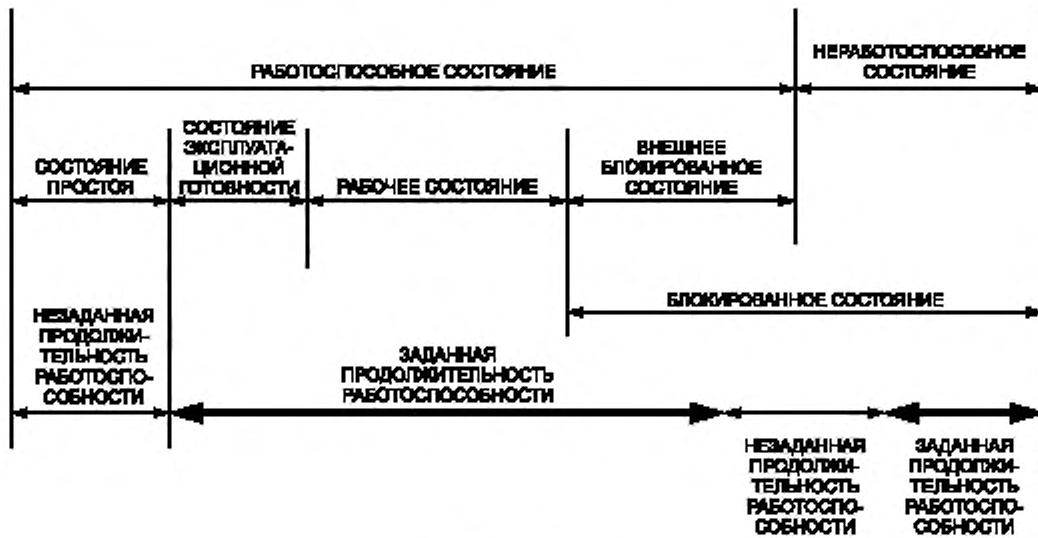 РАБОТОСПОСОБНОЕ СОСТОЯНИЕ
НЕРАБОТОСПОСОБНОЕ
СОСТОЯНИЕ
СОСТОЯНИЕ
ПРОСТОЯ
СОСТОЯНИЕ
ЭКСПЛУАТА-
ЦИОННОЙ
ГОТОВНОСТИ
РАБОЧЕЕ СОСТОЯНИЕ
ВНЕШНЕЕ
БЛОКИРОВАННОЕ
СОСТОЯНИЕ
БЛОКИРОВАННОЕ СОСТОЯНИЕ
НЕЗАДАННАЯ
ПРОДОЛЖИ-
ТЕЛЬНОСТЬ
РАБОТОСПО-
СОБНОСТИ
ЗАДАННАЯ
ПРОДОЛЖИТЕЛЬНОСТЬ
РАБОТОСПОСОБНОСТИ
НЕЗАДАННАЯ
ПРОДОЛЖИ-
ТЕЛЬНОСТЬ
РАБОТОСПО-
СОБНОСТИ
ЗАДАННАЯ
ПРОДОЛЖИ-
ТЕЛЬНОСТЬ
РАБОТОСПО-
СОБНОСТИ